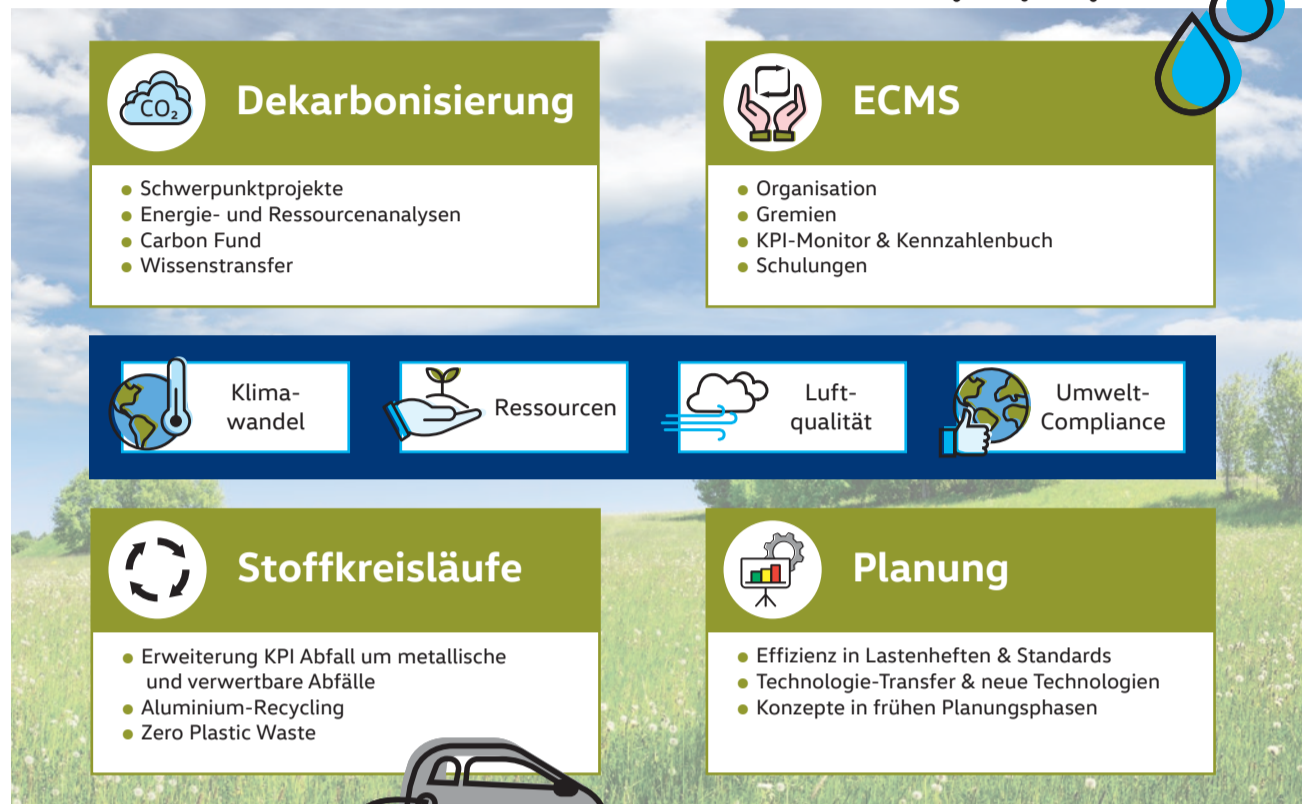 Dekarbonisierung
CO₂
• Schwerpunktprojekte
• Energie- und Ressourcenanalysen
• Carbon Fund
• Wissenstransfer
ECMS
• Organisation
• Gremien
• KPI-Monitor & Kennzahlenbuch
• Schulungen
Klima-
wandel
Ressourcen
Luft-
qualität
Umwelt-
Compliance
Stoffkreisläufe
• Erweiterung KPI Abfall um metallische
und verwertbare Abfälle
• Aluminium-Recycling
• Zero Plastic Waste
Planung
• Effizienz in Lastenheften & Standards
• Technologie-Transfer & neue Technologien
• Konzepte in frühen Planungsphasen